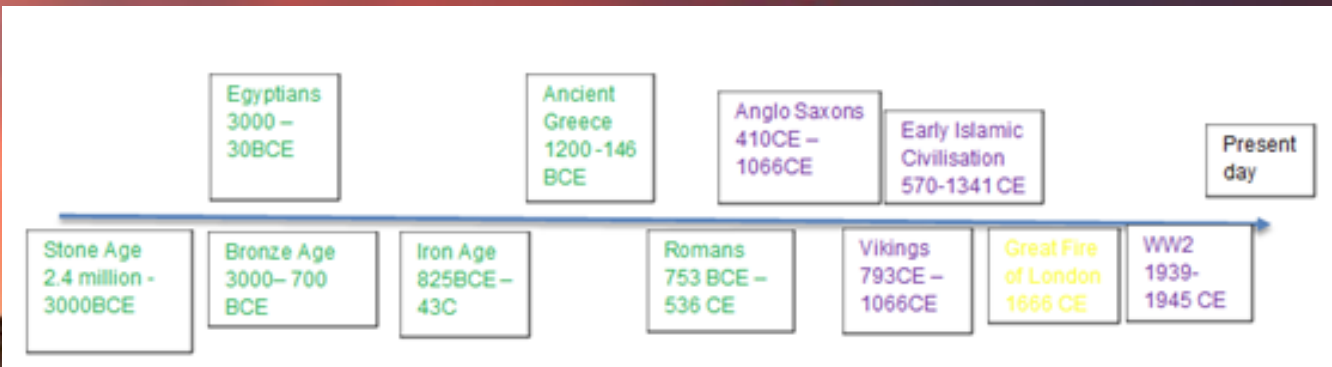 Egyptians
3000 –
30BCE
Ancient
Greece
1200 -146
BCE
Anglo Saxons
410CE –
1066CE
Early Islamic
Civilisation
570-1341 CE
Present
day
Stone Age
2.4 million -
3000BCE
Bronze Age
3000– 700
BCE
Iron Age
825BCE –
43C
Romans
753 BCE –
536 CE
Vikings
793CE –
1066CE
Great Fire
of London
1666 CE
WW2
1939-
1945 CE